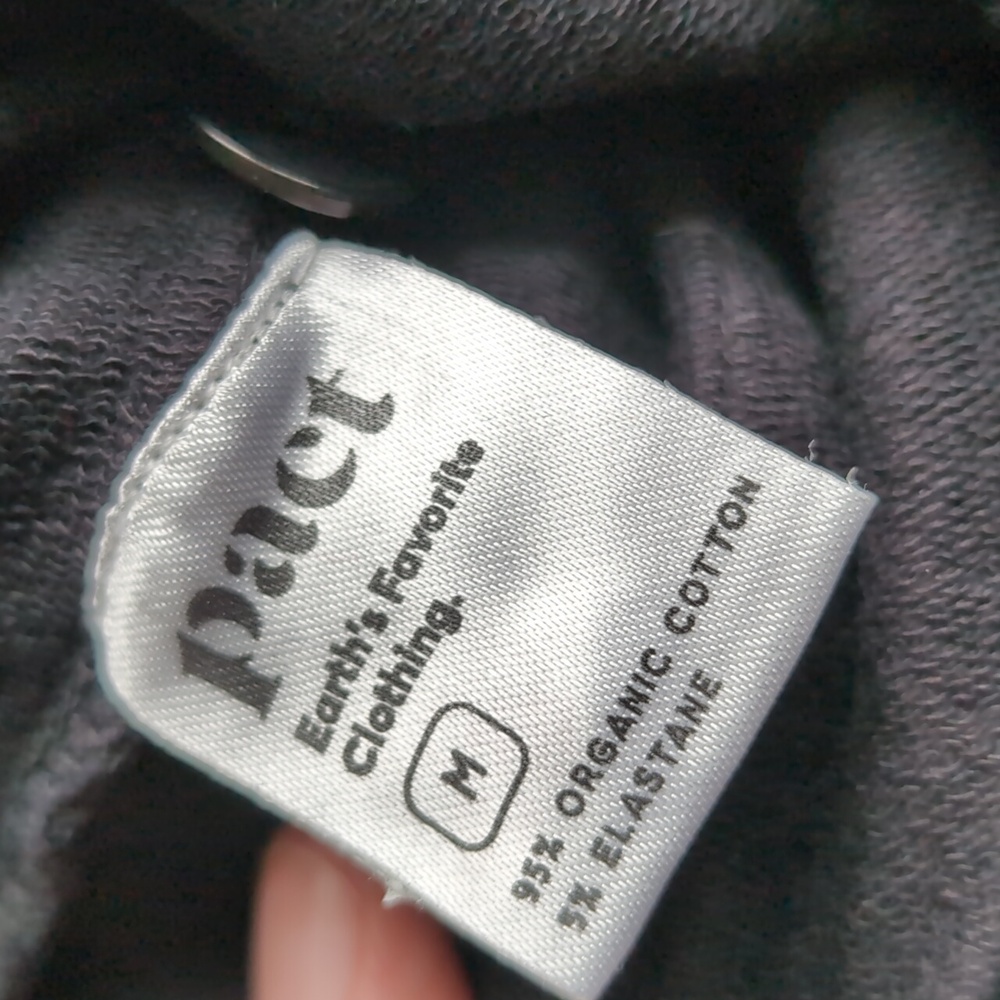 pact
Earth's Favorite
Clothing.
M
95% ORGANIC COTTON
5% ELASTANE